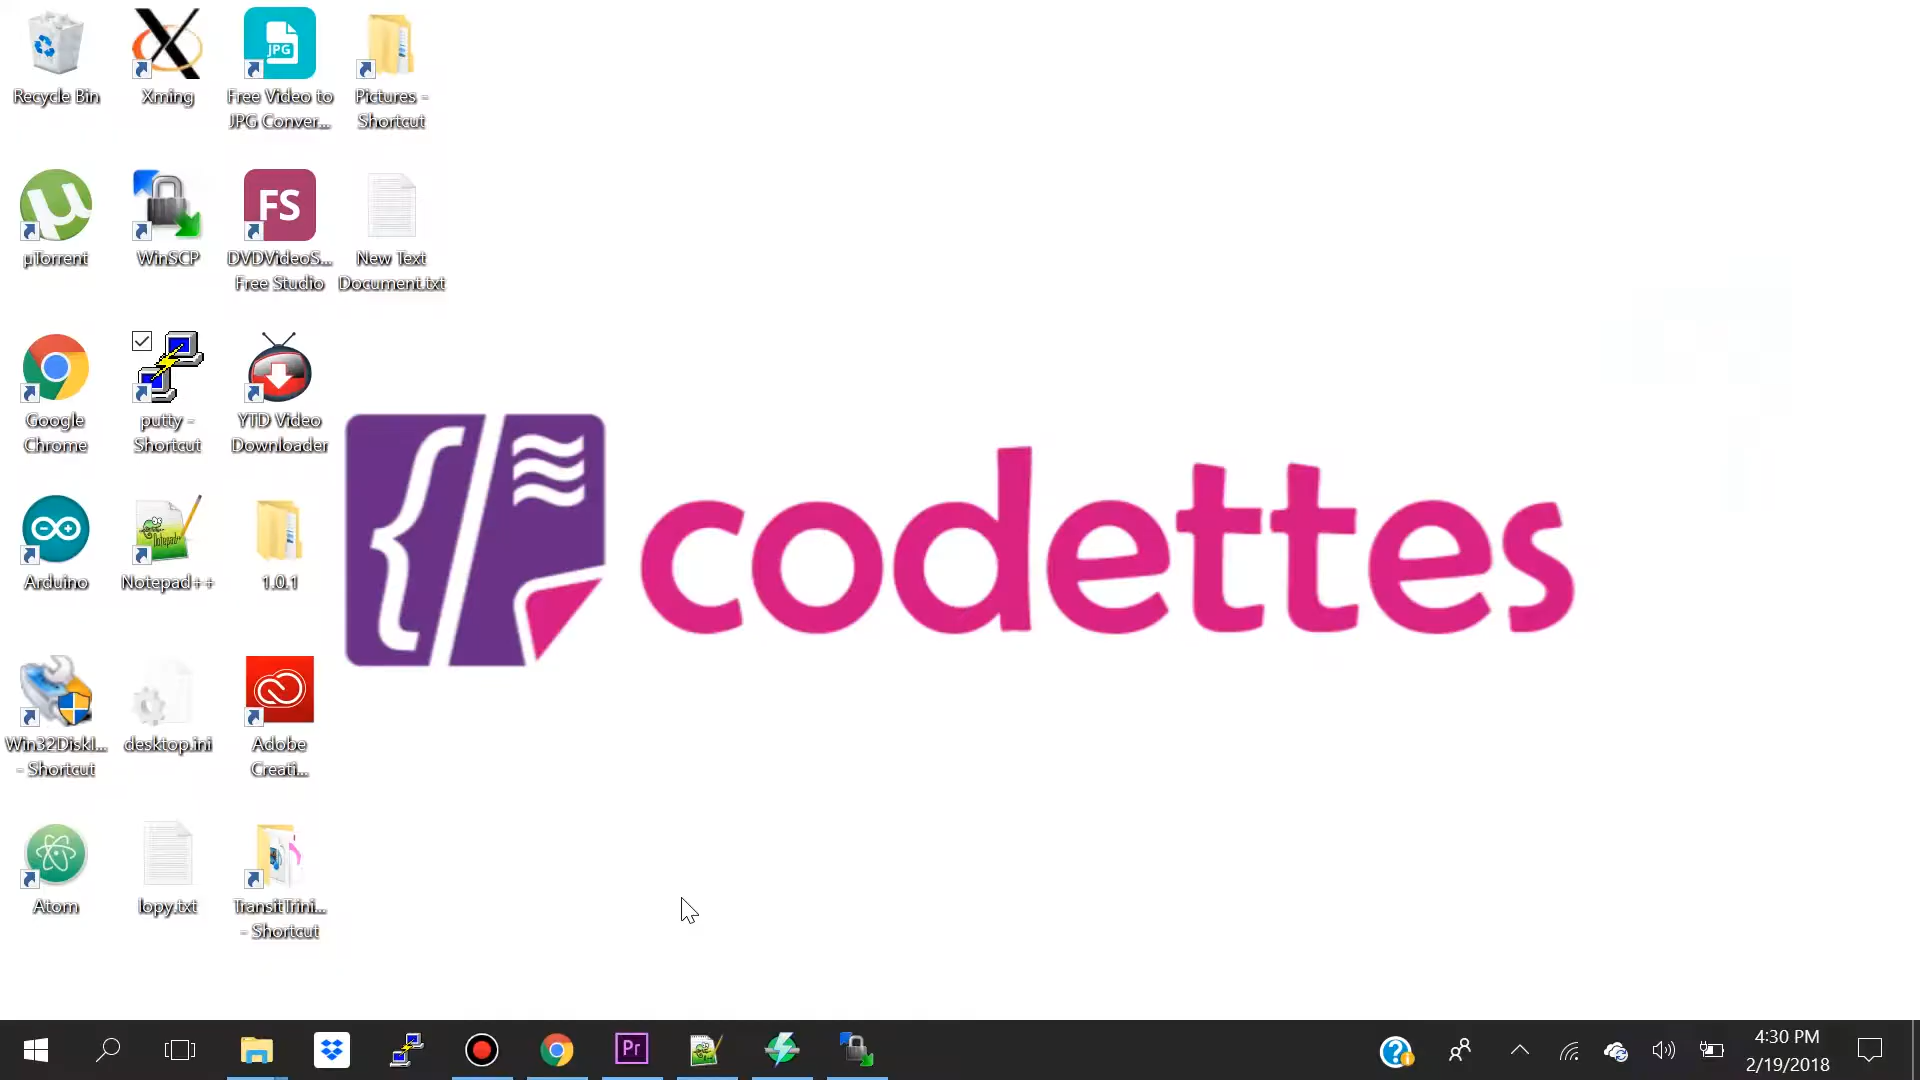 Recycle Bin
Xming
Free Video to
JPG Conver...
Pictures -
Shortcut
JPG
µTorrent
WinSCP
FS
DVDVideoS...
Free Studio
New Text
Document.txt
Google
Chrome
putty -
Shortcut
YTD Video
Downloader
codettes
Arduino
Notepad++
1.0.1
Win32DiskI...
- Shortcut
desktop.ini
Adobe
Creati...
Atom
lopy.txt
TransitTrini...
- Shortcut
Pr
4:30 PM
2/19/2018